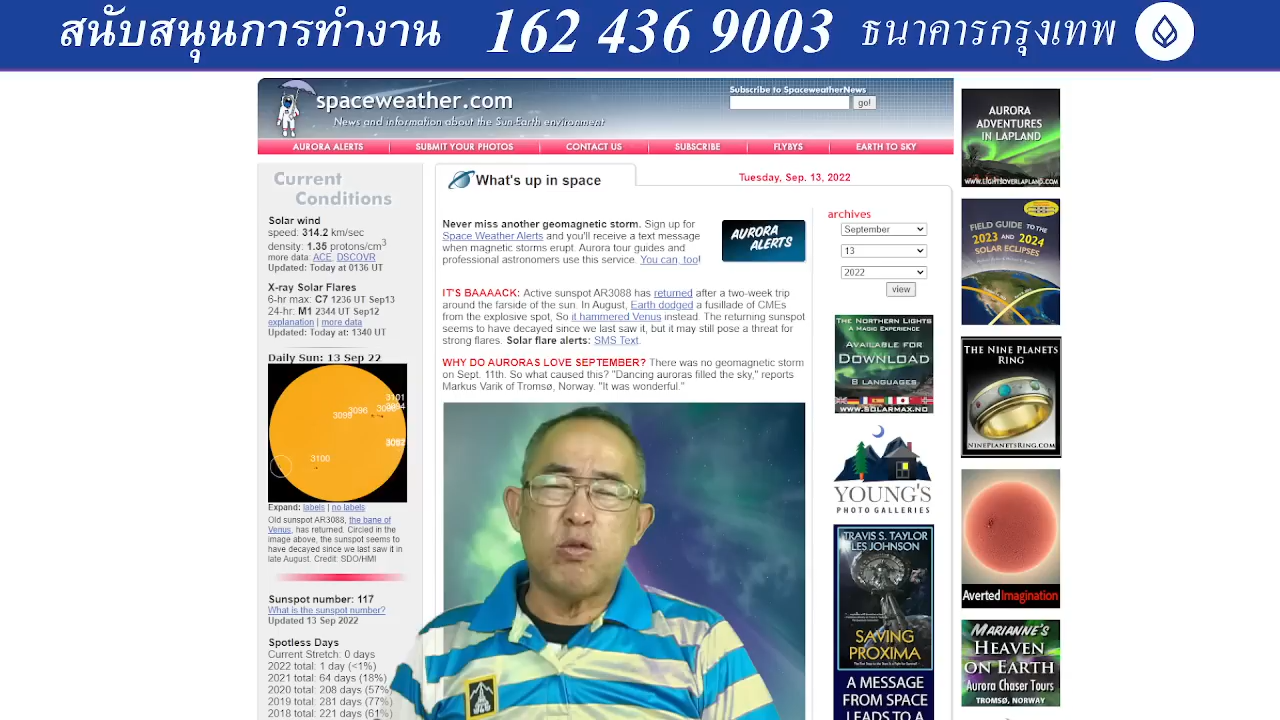 สนับสนุนการทำงาน 162 436 9003 ธนาคารกรุงเทพ
spaceweather.com
News and information about the Sun-Earth environment
Subscribe to SpaceweatherNews
go!
AURORA ALERTS
SUBMIT YOUR PHOTOS
CONTACT US
SUBSCRIBE
FLYBYS
EARTH TO SKY
Current
Conditions
Solar wind
speed: 314.2 km/sec
density: 1.35 protons/cm3
more data: ACE, DSCOVR
Updated: Today at 0136 UT
X-ray Solar Flares
6-hr max: C7 1236 UT Sep13
24-hr: M1 2344 UT Sep12
explanation | more data
Updated: Today at: 1340 UT
Daily Sun: 13 Sep 22
3101
3098
3096
3100
Expand: labels | no labels
Old sunspot AR3088, the bane of
Venus, has returned. Circled in the
image above, the sunspot seems to
have decayed since we last saw it in
late August. Credit: SDO/HMI
Sunspot number: 117
What is the sunspot number?
Updated 13 Sep 2022
Spotless Days
Current Stretch: 0 days
2022 total: 1 day (<1%)
2021 total: 64 days (18%)
2020 total: 208 days (57%)
2019 total: 281 days (77%)
2018 total: 221 days (61%)
What's up in space
Tuesday, Sep. 13, 2022
Never miss another geomagnetic storm. Sign up for
Space Weather Alerts and you'll receive a text message
when magnetic storms erupt. Aurora tour guides and
professional astronomers use this service. You can, too!
AURORA
ALERTS
IT'S BAAAACK: Active sunspot AR3088 has returned after a two-week trip
around the farside of the sun. In August, Earth dodged a fusillade of CMEs
from the explosive spot, So it hammered Venus instead. The returning sunspot
seems to have decayed since we last saw it, but it may still pose a threat for
strong flares. Solar flare alerts: SMS Text.
WHY DO AURORAS LOVE SEPTEMBER? There was no geomagnetic storm
on Sept. 11th. So what caused this? "Dancing auroras filled the sky," reports
Markus Varik of Tromsø, Norway. "It was wonderful."
archives
September
13
2022
view
THE NORTHERN LIGHTS
A MAGIC EXPERIENCE
AVAILABLE FOR
DOWNLOAD
8 LANGUAGES
WWW.SOLARMAX.NO
YOUNG'S
PHOTO GALLERIES
TRAVIS S. TAYLOR
LES JOHNSON
SAVING
PROXIMA
A MESSAGE
FROM SPACE
LEADS TO A
AURORA
ADVENTURES
IN LAPLAND
WWW.LIGHTSOVERLAPLAND.COM
FIELD GUIDE TO THE
2023 AND 2024
SOLAR ECLIPSES
THE NINE PLANETS
RING
NINEPLANETSRING.COM
AvertedImagination
MARIANNE'S
HEAVEN
ON EARTH
Aurora Chaser Tours
TROMSØ, NORWAY